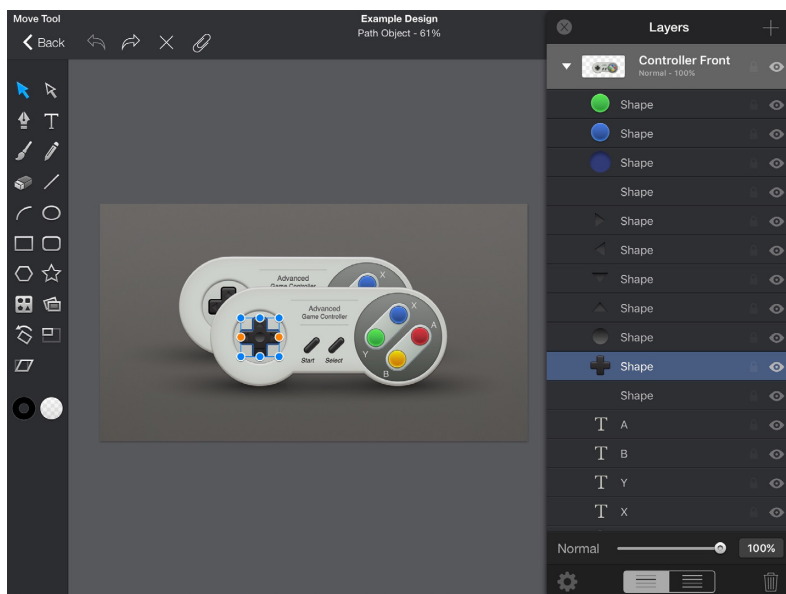 Move Tool
Example Design
Path Object - 61%
Back
Layers
Controller Front
Normal - 100%
Shape
Shape
Shape
Shape
Shape
Shape
Shape
Shape
Shape
Shape
Shape
T A
T B
T Y
T X
Normal
100%
T
Advanced
Game Controller
X
Advanced
Game Controller
X
A
Y
B
Start Select